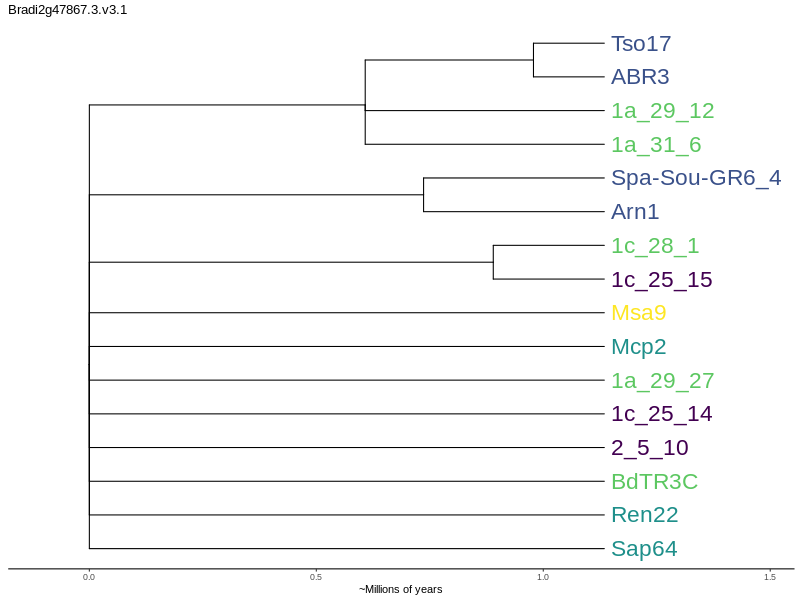 Bradi2g47867.3.v3.1
Tso17
ABR3
1a_29_12
1a_31_6
Spa-Sou-GR6_4
Arn1
1c_28_1
1c_25_15
Msa9
Mcp2
1a_29_27
1c_25_14
2_5_10
BdTR3C
Ren22
Sap64
0.0 0.5 1.0 1.5
~Millions of years